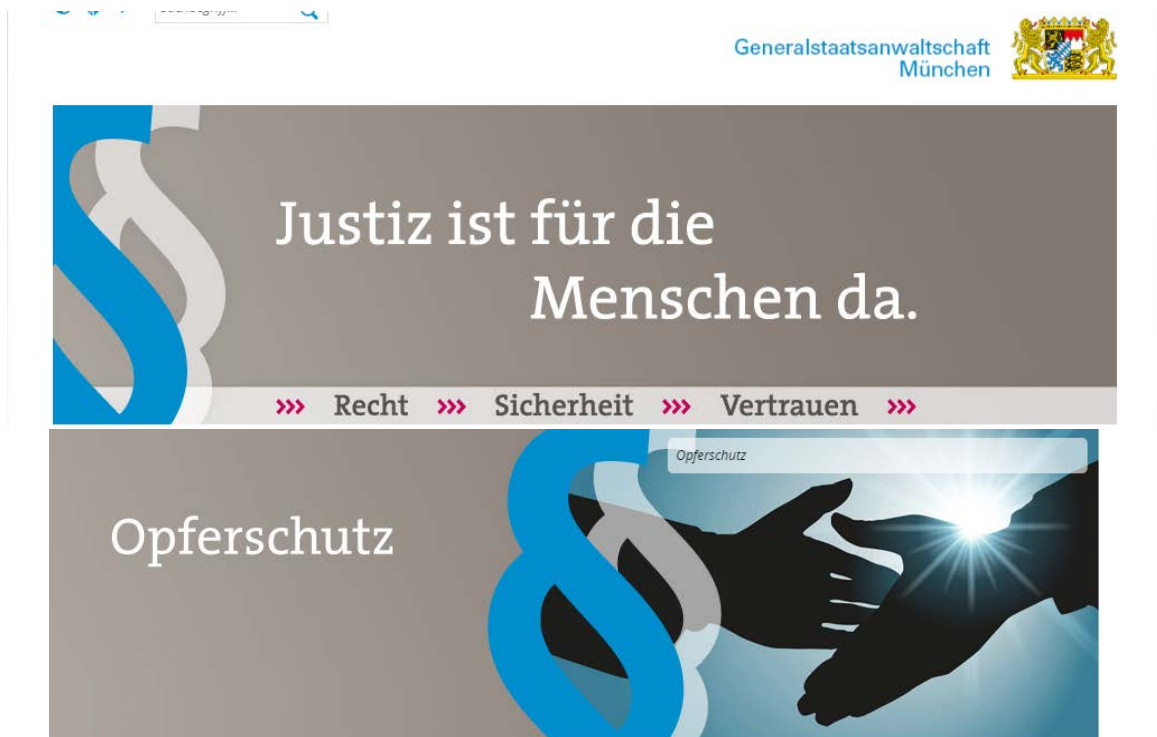 Generalstaatsanwaltschaft
München
Justiz ist für die
Menschen da.
››› Recht ››› Sicherheit ››› Vertrauen ›››
Opferschutz
Opferschutz